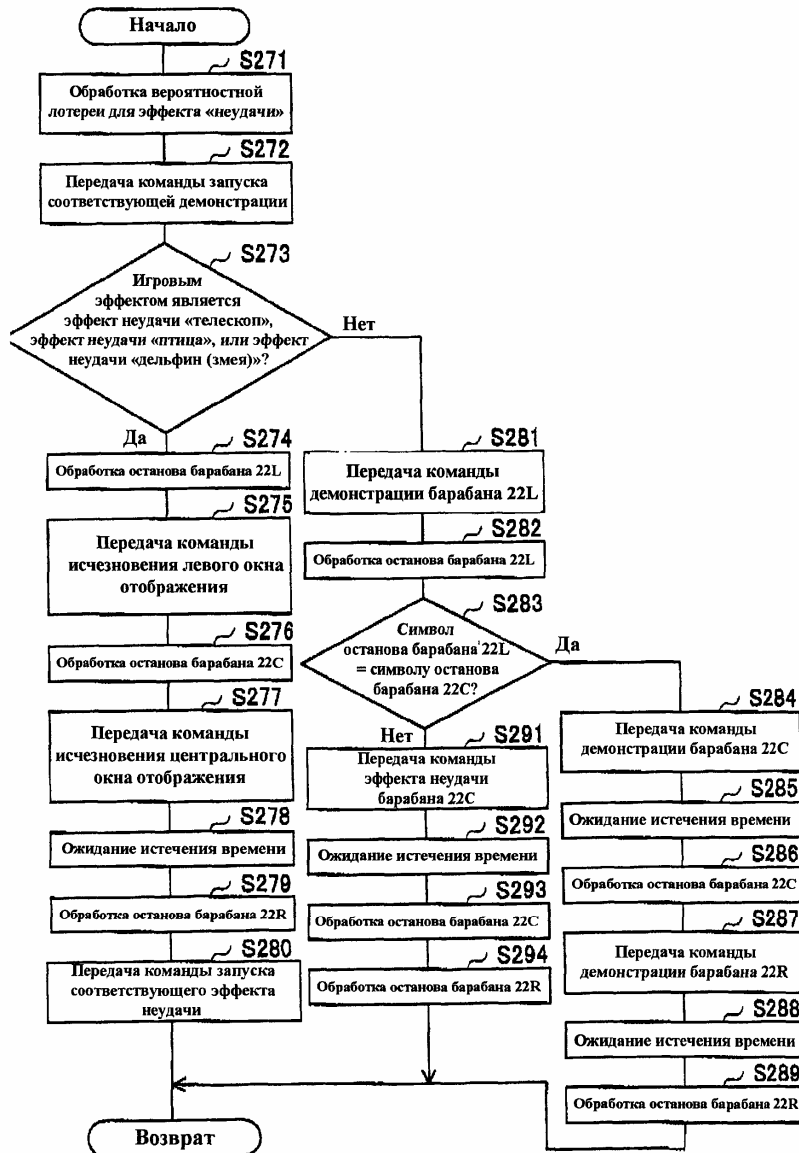 Начало
S271
Обработка вероятностной
лотереи для эффекта «неудачи»
S272
Передача команды запуска
соответствующей демонстрации
S273
Игровым
эффектом является
эффект неудачи «телескоп»,
эффект неудачи «птица», или эффект
неудачи «дельфин (змея)»?
Нет
Да
S274
Обработка останова барабана 22L
S275
Передача команды
исчезновения левого окна
отображения
S276
Обработка останова барабана 22C
S277
Передача команды
исчезновения центрального
окна отображения
S278
Ожидание истечения времени
S279
Обработка останова барабана 22R
S280
Передача команды запуска
соответствующего эффекта
неудачи
S281
Передача команды
демонстрации барабана 22L
S282
Обработка останова барабана 22L
S283
Символ
останова барабана 22L
= символу останова
барабана 22C?
Да
Нет
S291
Передача команды
эффекта неудачи
барабана 22C
S292
Ожидание истечения времени
S293
Обработка останова барабана 22C
S294
Обработка останова барабана 22R
S284
Передача команды
демонстрации барабана 22C
S285
Ожидание истечения времени
S286
Обработка останова барабана 22C
S287
Передача команды
демонстрации барабана 22R
S288
Ожидание истечения времени
S289
Обработка останова барабана 22R
Возврат